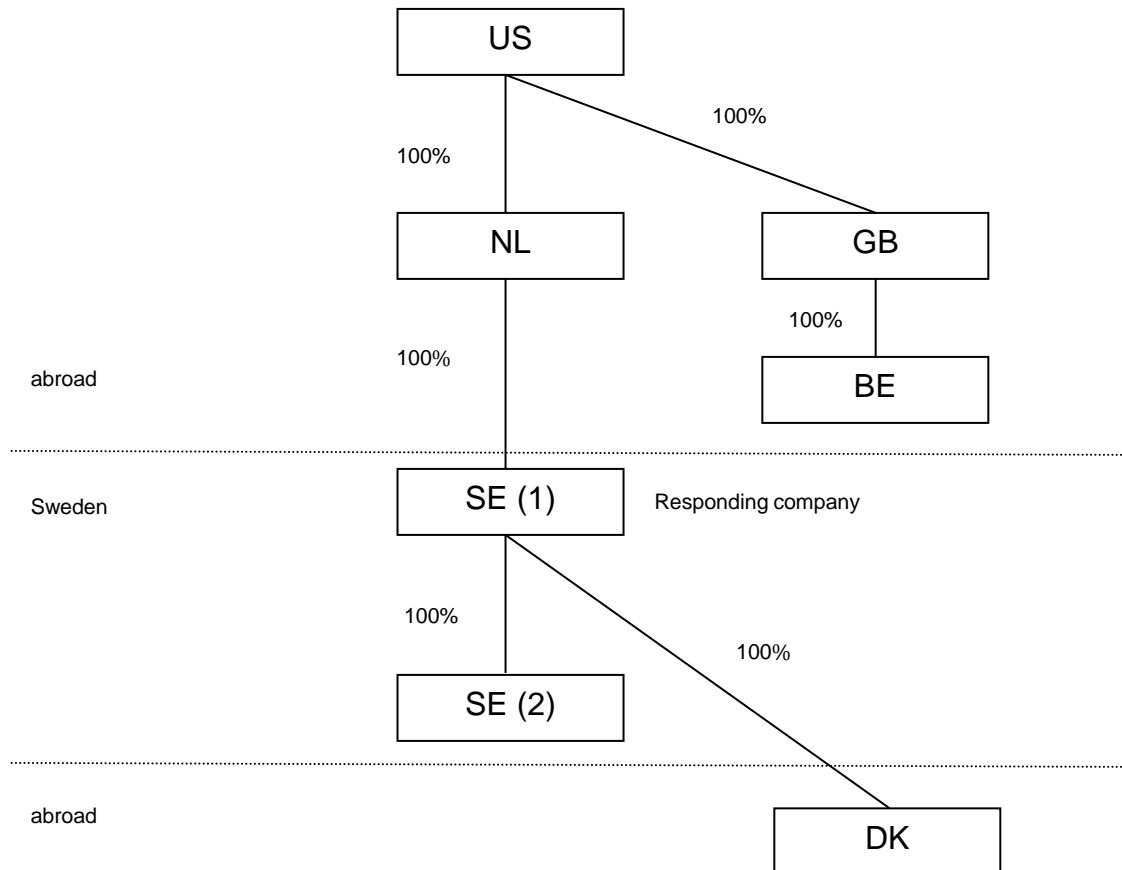 US
100%
100%
NL
GB
100%
100%
abroad
BE
Sweden
SE (1)
Responding company
100%
100%
SE (2)
abroad
DK